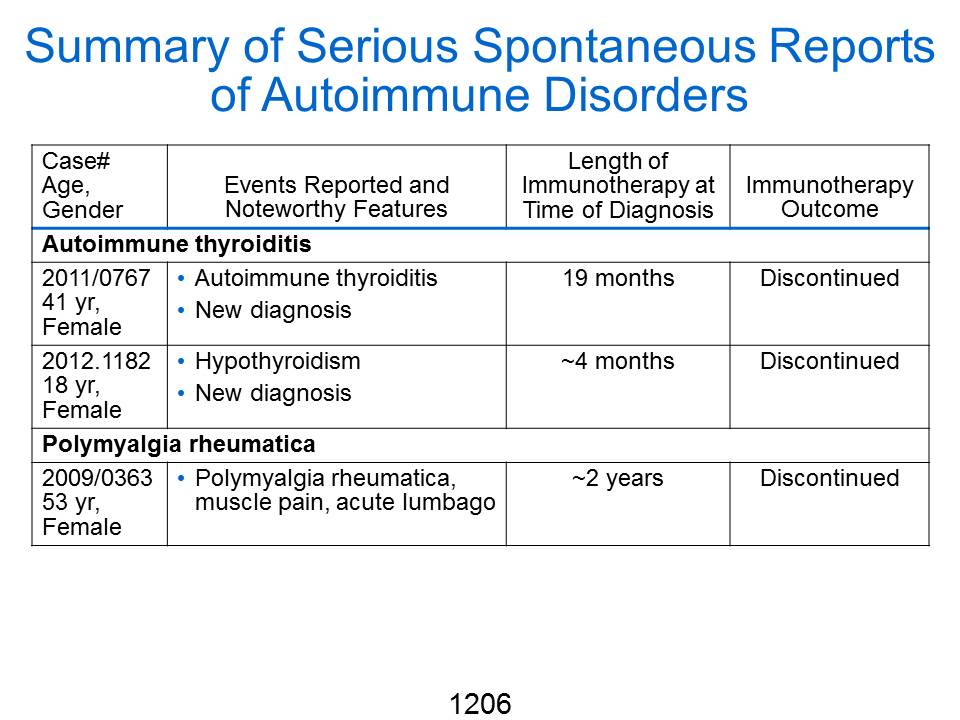 Summary of Serious Spontaneous Reports
of Autoimmune Disorders
Case#
Age,
Gender
Events Reported and
Noteworthy Features
Length of
Immunotherapy at
Time of Diagnosis
Immunotherapy
Outcome
Autoimmune thyroiditis
2011/0767
41 yr,
Female
• Autoimmune thyroiditis
• New diagnosis
19 months
Discontinued
2012.1182
18 yr,
Female
• Hypothyroidism
• New diagnosis
~4 months
Discontinued
Polymyalgia rheumatica
2009/0363
53 yr,
Female
• Polymyalgia rheumatica,
muscle pain, acute lumbago
~2 years
Discontinued
1206